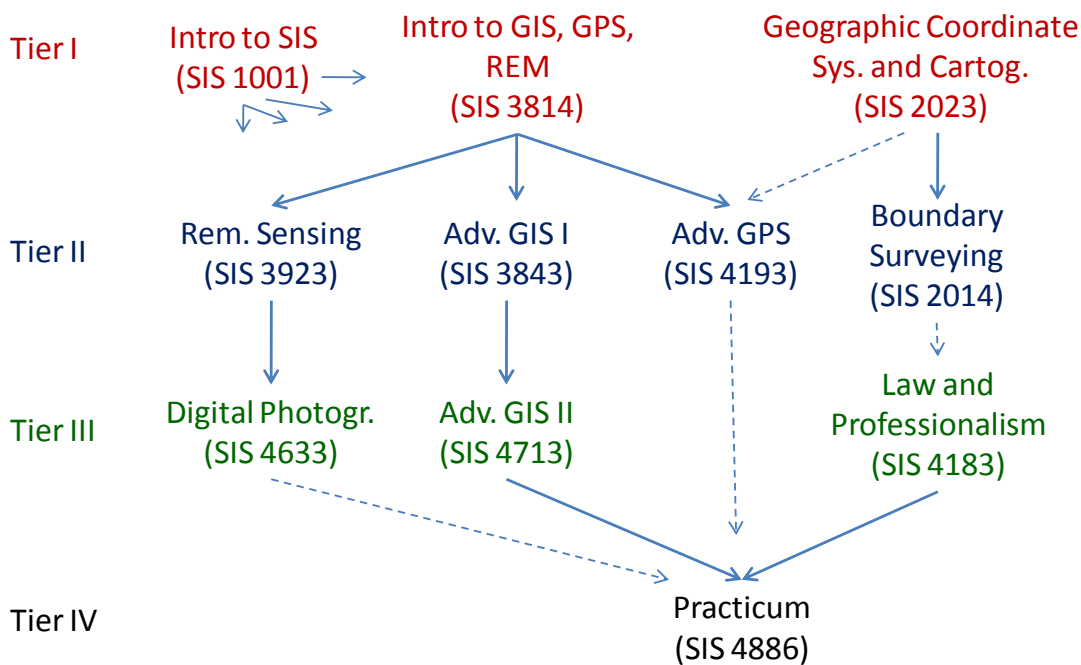 Tier I
Intro to SIS
(SIS 1001)
Intro to GIS, GPS,
REM
(SIS 3814)
Geographic Coordinate
Sys. and Cartog.
(SIS 2023)
Tier II
Rem. Sensing
(SIS 3923)
Adv. GIS I
(SIS 3843)
Adv. GPS
(SIS 4193)
Boundary
Surveying
(SIS 2014)
Tier III
Digital Photogr.
(SIS 4633)
Adv. GIS II
(SIS 4713)
Law and
Professionalism
(SIS 4183)
Tier IV
Practicum
(SIS 4886)